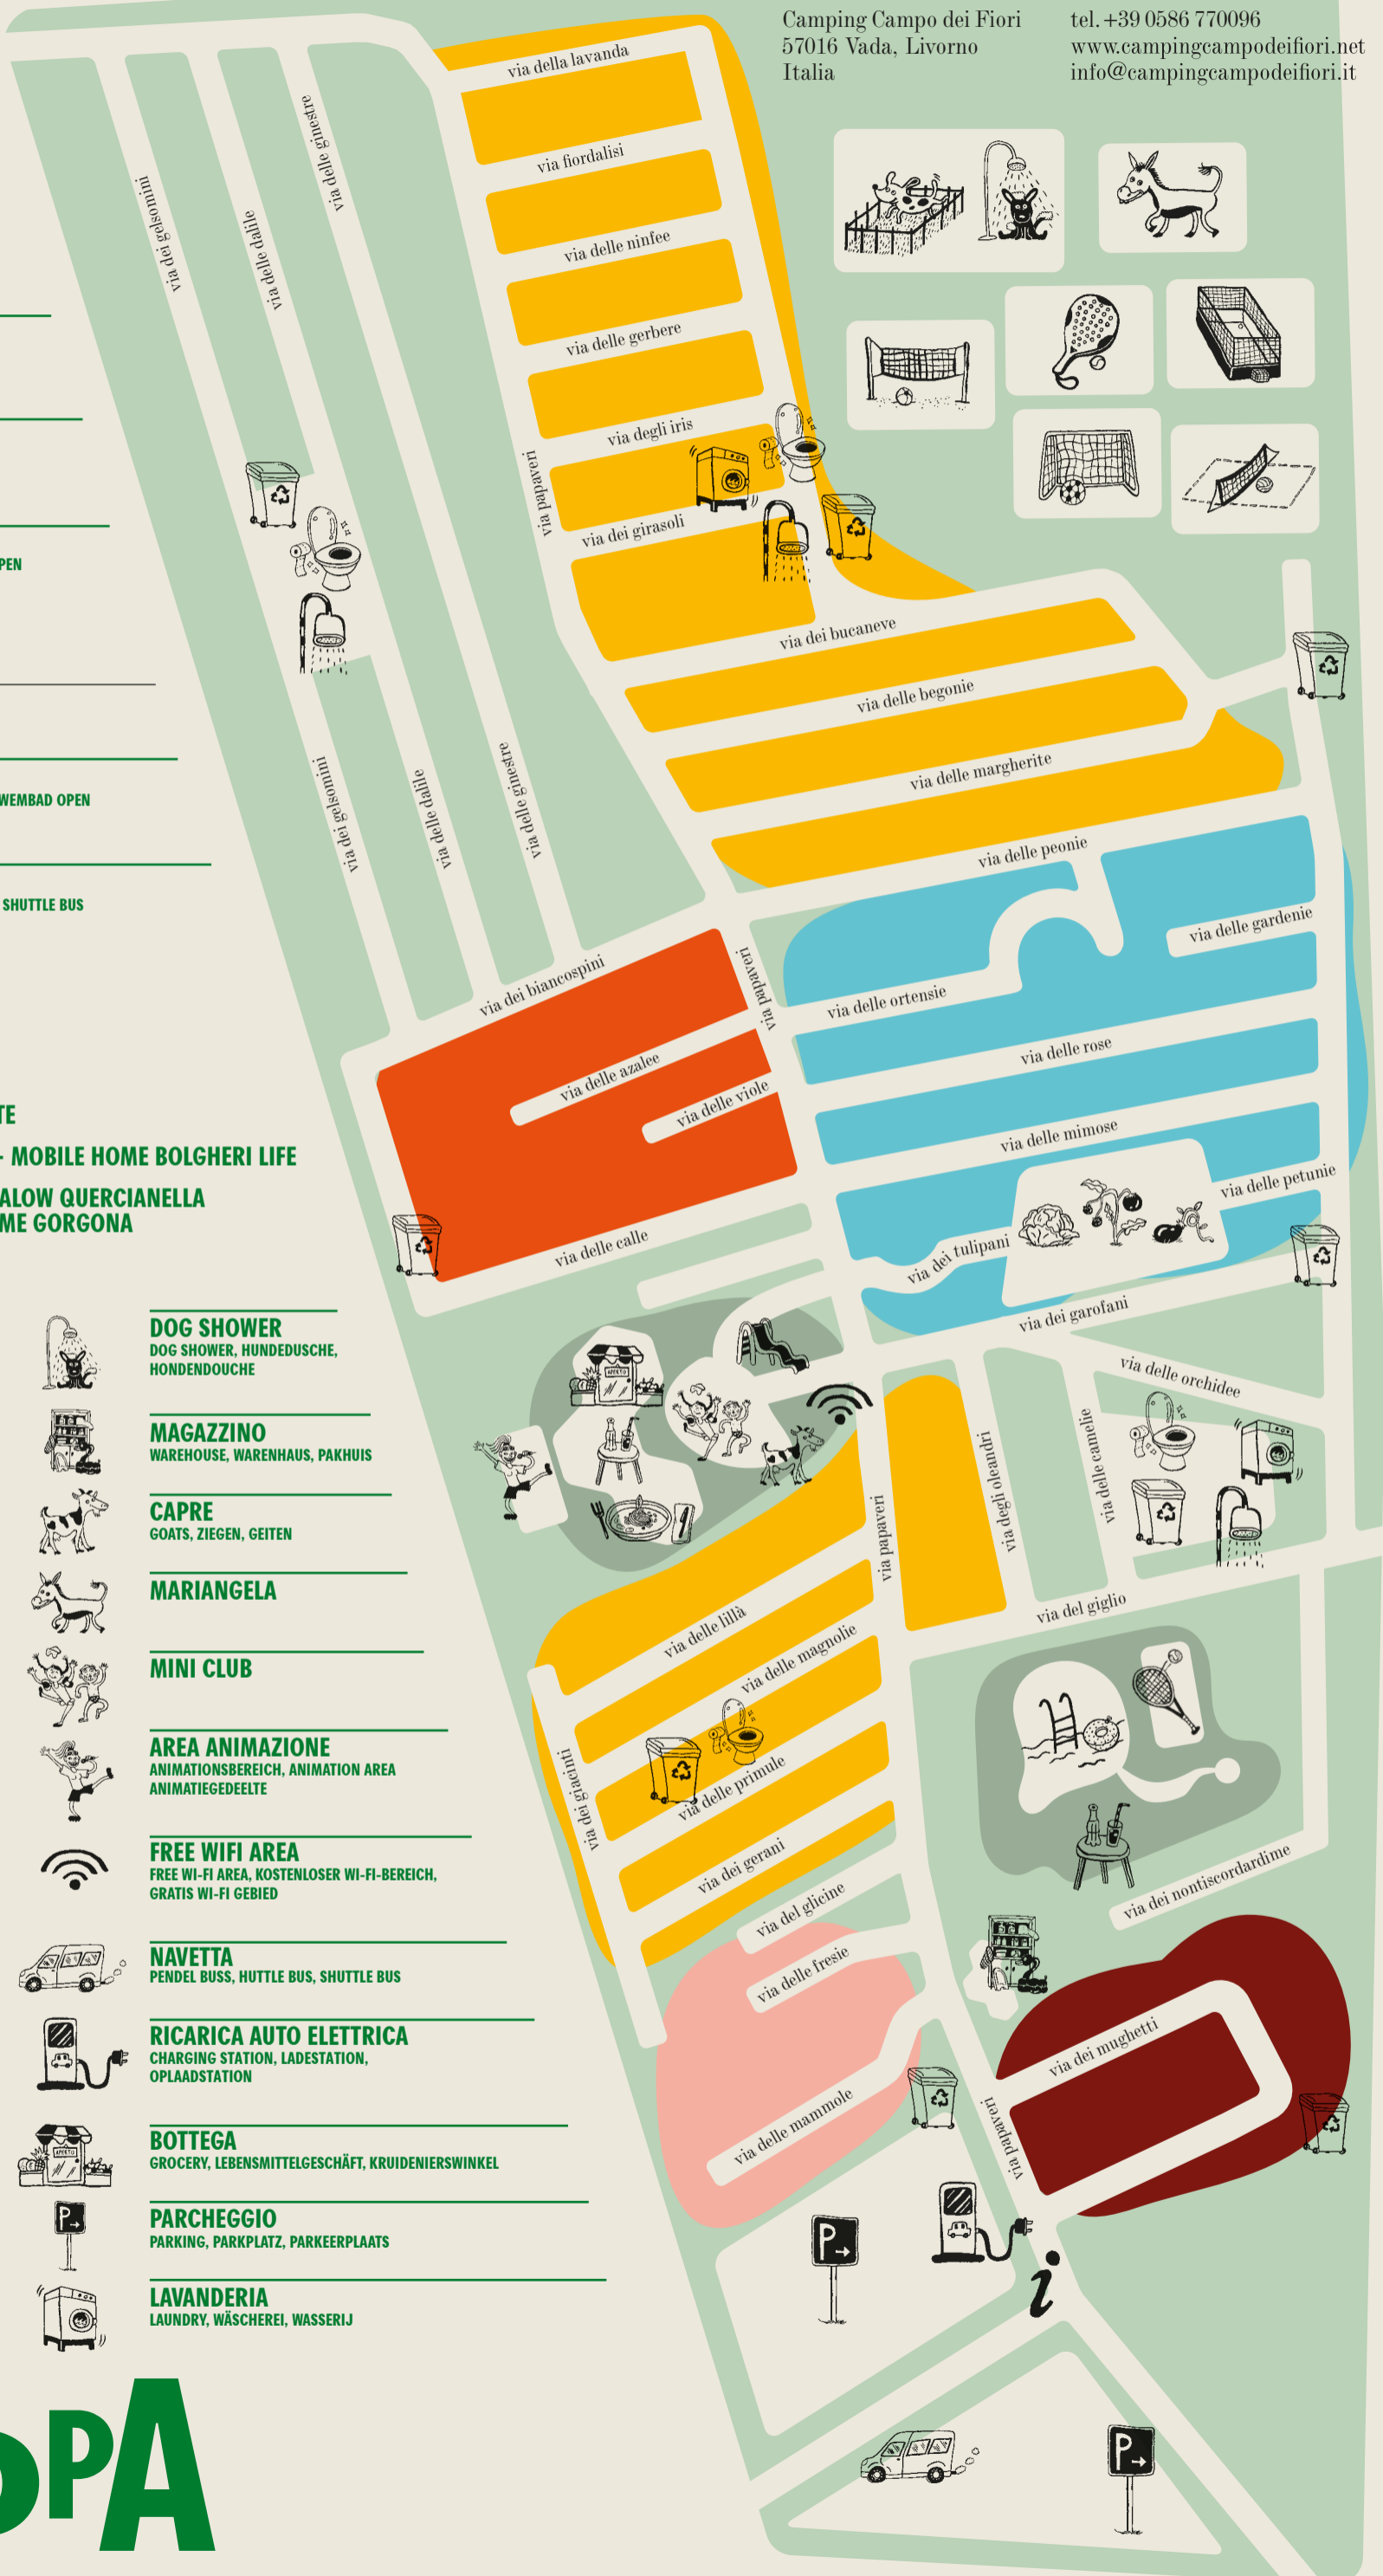 Camping Campo dei Fiori
57016 Vada, Livorno
Italia
tel. +39 0586 770096
www.campingcampodeifiori.net
info@campingcampodeifiori.it
via della lavanda
via fiordalisi
via delle ninfee
via delle gerbere
via degli iris
via dei girasoli
via papaveri
via dei gelsomini
via delle dalile
via delle ginestre
via dei bucaneve
via delle begonie
via delle margherite
via delle peonie
via dei gelsomini
via delle dalile
via delle ginestre
PEN
WEMBAD OPEN
SHUTTLE BUS
via delle gardenie
via dei biancospini
via papaveri
via delle ortensie
via delle rose
via delle azalee
via delle viole
via delle mimose
via delle petunie
via delle calle
via dei tulipani
via dei garofani
TE
- MOBILE HOME BOLGHERI LIFE
ALOW QUERCIANELLA
ME GORGONA
APERTO
via delle orchidee
via degli oleandri
via delle camelie
via papaveri
via del giglio
via delle lillà
via delle magnolie
via delle primule
via dei giacinti
via dei gerani
via del glicine
via delle fresie
via delle mammole
via dei nontiscordardime
via dei mughetti
via papaveri
P
i
P
DOG SHOWER
DOG SHOWER, HUNDEDUSCHE,
HONDENDOUCHE
MAGAZZINO
WAREHOUSE, WARENHAUS, PAKHUIS
CAPRE
GOATS, ZIEGEN, GEITEN
MARIANGELA
MINI CLUB
AREA ANIMAZIONE
ANIMATIONSBEREICH, ANIMATION AREA
ANIMATIEGEDEELTE
FREE WIFI AREA
FREE WI-FI AREA, KOSTENLOSER WI-FI-BEREICH,
GRATIS WI-FI GEBIED
NAVETTA
PENDEL BUSS, HUTTLE BUS, SHUTTLE BUS
RICARICA AUTO ELETTRICA
CHARGING STATION, LADESTATION,
OPLAADSTATION
BOTTEGA
GROCERY, LEBENSMITTELGESCHÄFT, KRUIDENIERSWINKEL
APERTO
PARCHEGGIO
PARKING, PARKPLATZ, PARKEERPLAATS
P
LAVANDERIA
LAUNDRY, WÄSCHEREI, WASSERIJ
PA